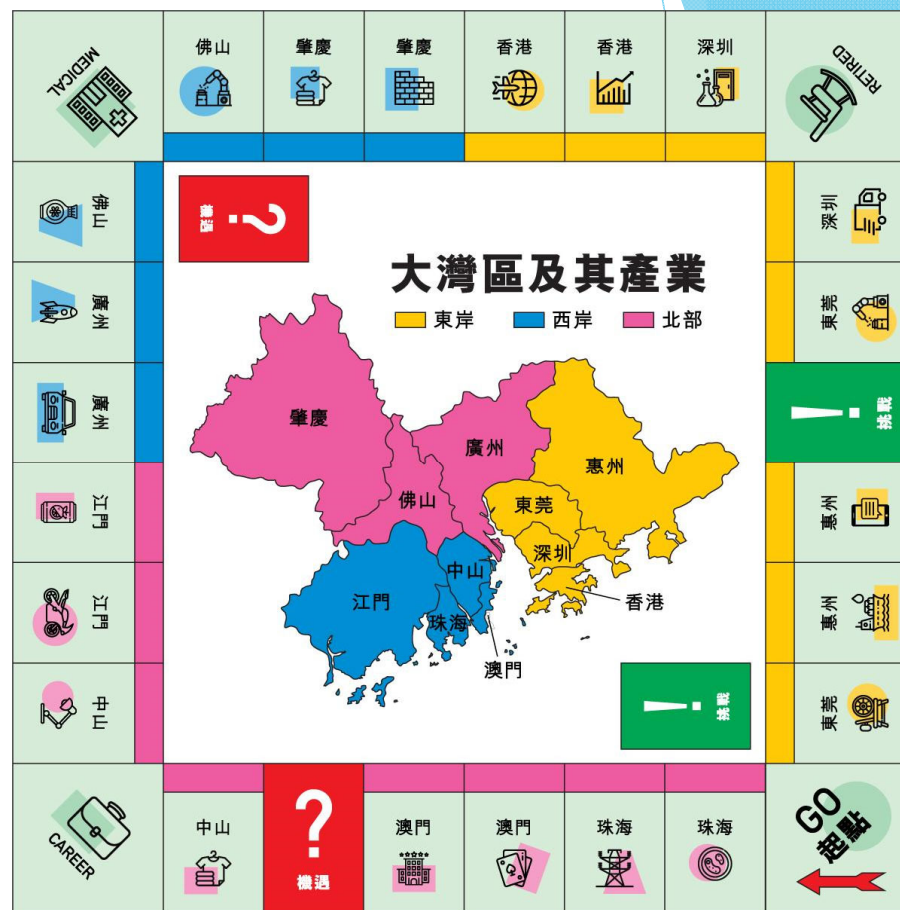 MEDICAL
佛山
肇慶
肇慶
香港
香港
深圳
RETIRED
佛山
廣州
廣州
江門
江門
中山
?
機遇
大灣區及其產業
東岸
西岸
北部
肇慶
廣州
惠州
佛山
東莞
深圳
中山
江門
香港
珠海
澳門
!
挑戰
深圳
東莞
!
挑戰
惠州
惠州
東莞
CAREER
中山
?
機遇
澳門
澳門
珠海
珠海
GO
起點